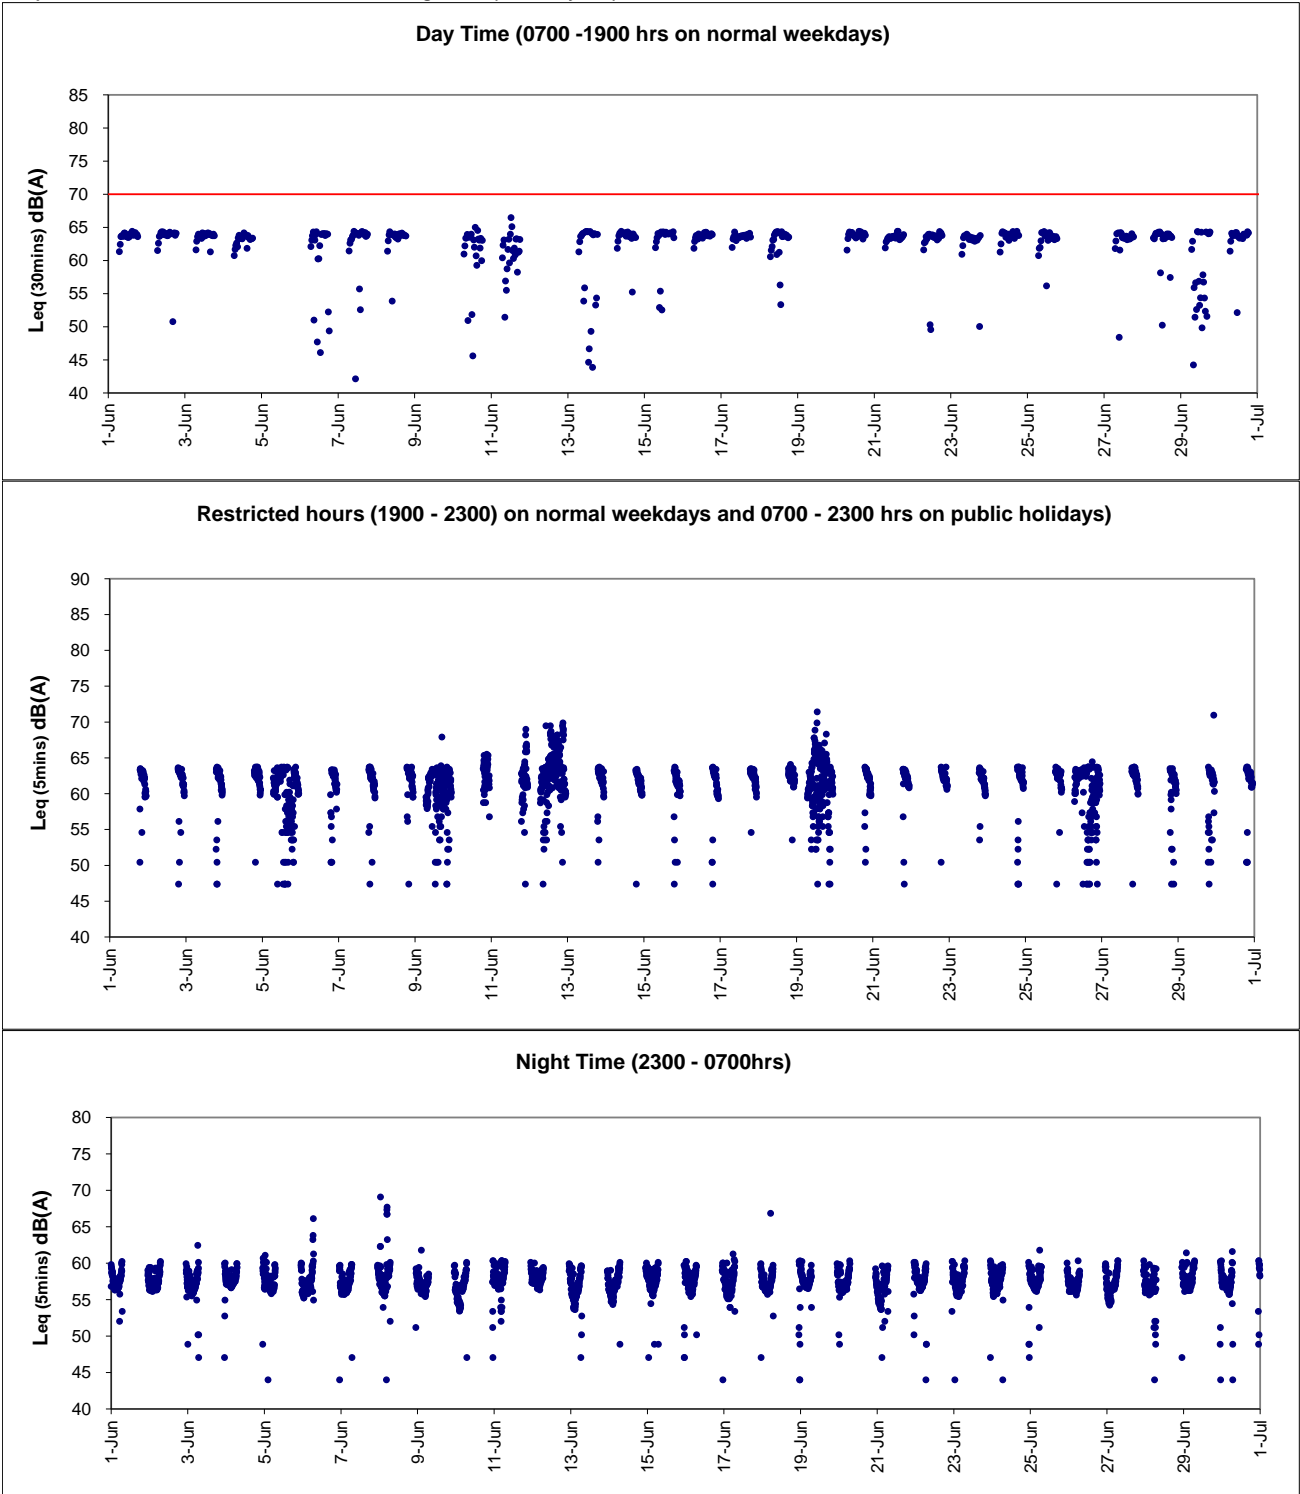 Day Time (0700 -1900 hrs on normal weekdays)
Leq (30mins) dB(A)
85
80
75
70
65
60
55
50
45
40
1-Jun
3-Jun
5-Jun
7-Jun
9-Jun
11-Jun
13-Jun
15-Jun
17-Jun
19-Jun
21-Jun
23-Jun
25-Jun
27-Jun
29-Jun
1-Jul
Restricted hours (1900 - 2300) on normal weekdays and 0700 - 2300 hrs on public holidays)
Leq (5mins) dB(A)
90
85
80
75
70
65
60
55
50
45
40
1-Jun
3-Jun
5-Jun
7-Jun
9-Jun
11-Jun
13-Jun
15-Jun
17-Jun
19-Jun
21-Jun
23-Jun
25-Jun
27-Jun
29-Jun
1-Jul
Night Time (2300 - 0700hrs)
Leq (5mins) dB(A)
80
75
70
65
60
55
50
45
40
1-Jun
3-Jun
5-Jun
7-Jun
9-Jun
11-Jun
13-Jun
15-Jun
17-Jun
19-Jun
21-Jun
23-Jun
25-Jun
27-Jun
29-Jun
1-Jul